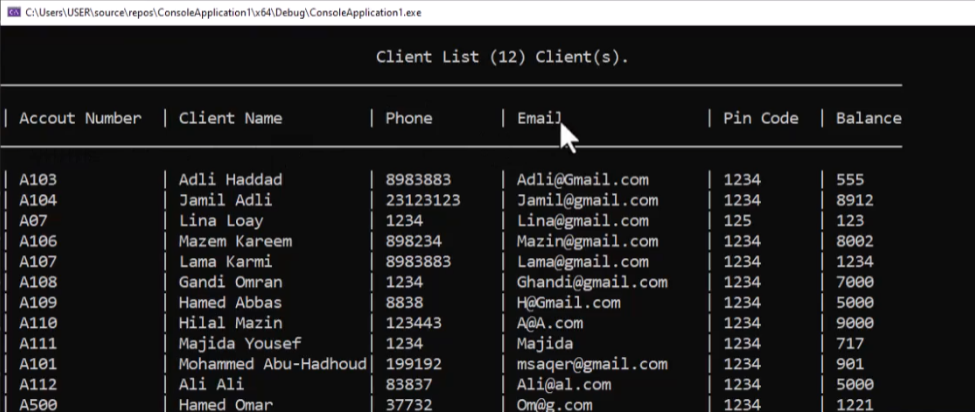 C:\Users\USER\source\repos\ConsoleApplication1\x64\Debug\ConsoleApplication1.exe
Client List (12) Client(s).
| Accout Number | Client Name | Phone | Email | Pin Code | Balance
| A103 | Adli Haddad | 8983883 | Adli@Gmail.com | 1234 | 555
| A104 | Jamil Adli | 23123123 | Jamil@gmail.com | 1234 | 8912
| A07 | Lina Loay | 1234 | Lina@gmail.com | 125 | 123
| A106 | Mazem Kareem | 898234 | Mazin@gmail.com | 1234 | 8002
| A107 | Lama Karmi | 8983883 | Lama@gmail.com | 1234 | 1234
| A108 | Gandi Omran | 1234 | Ghandi@gmail.com | 1234 | 7000
| A109 | Hamed Abbas | 8838 | H@Gmail.com | 1234 | 5000
| A110 | Hilal Mazin | 123443 | A@A.com | 1234 | 9000
| A111 | Majida Yousef | 1234 | Majida | 1234 | 717
| A101 | Mohammed Abu-Hadhoud| 199192 | msaqer@gmail.com | 1234 | 901
| A112 | Ali Ali | 83837 | Ali@al.com | 1234 | 5000
| A500 | Hamed Omar | 37732 | Om@g.com | 1234 | 1221